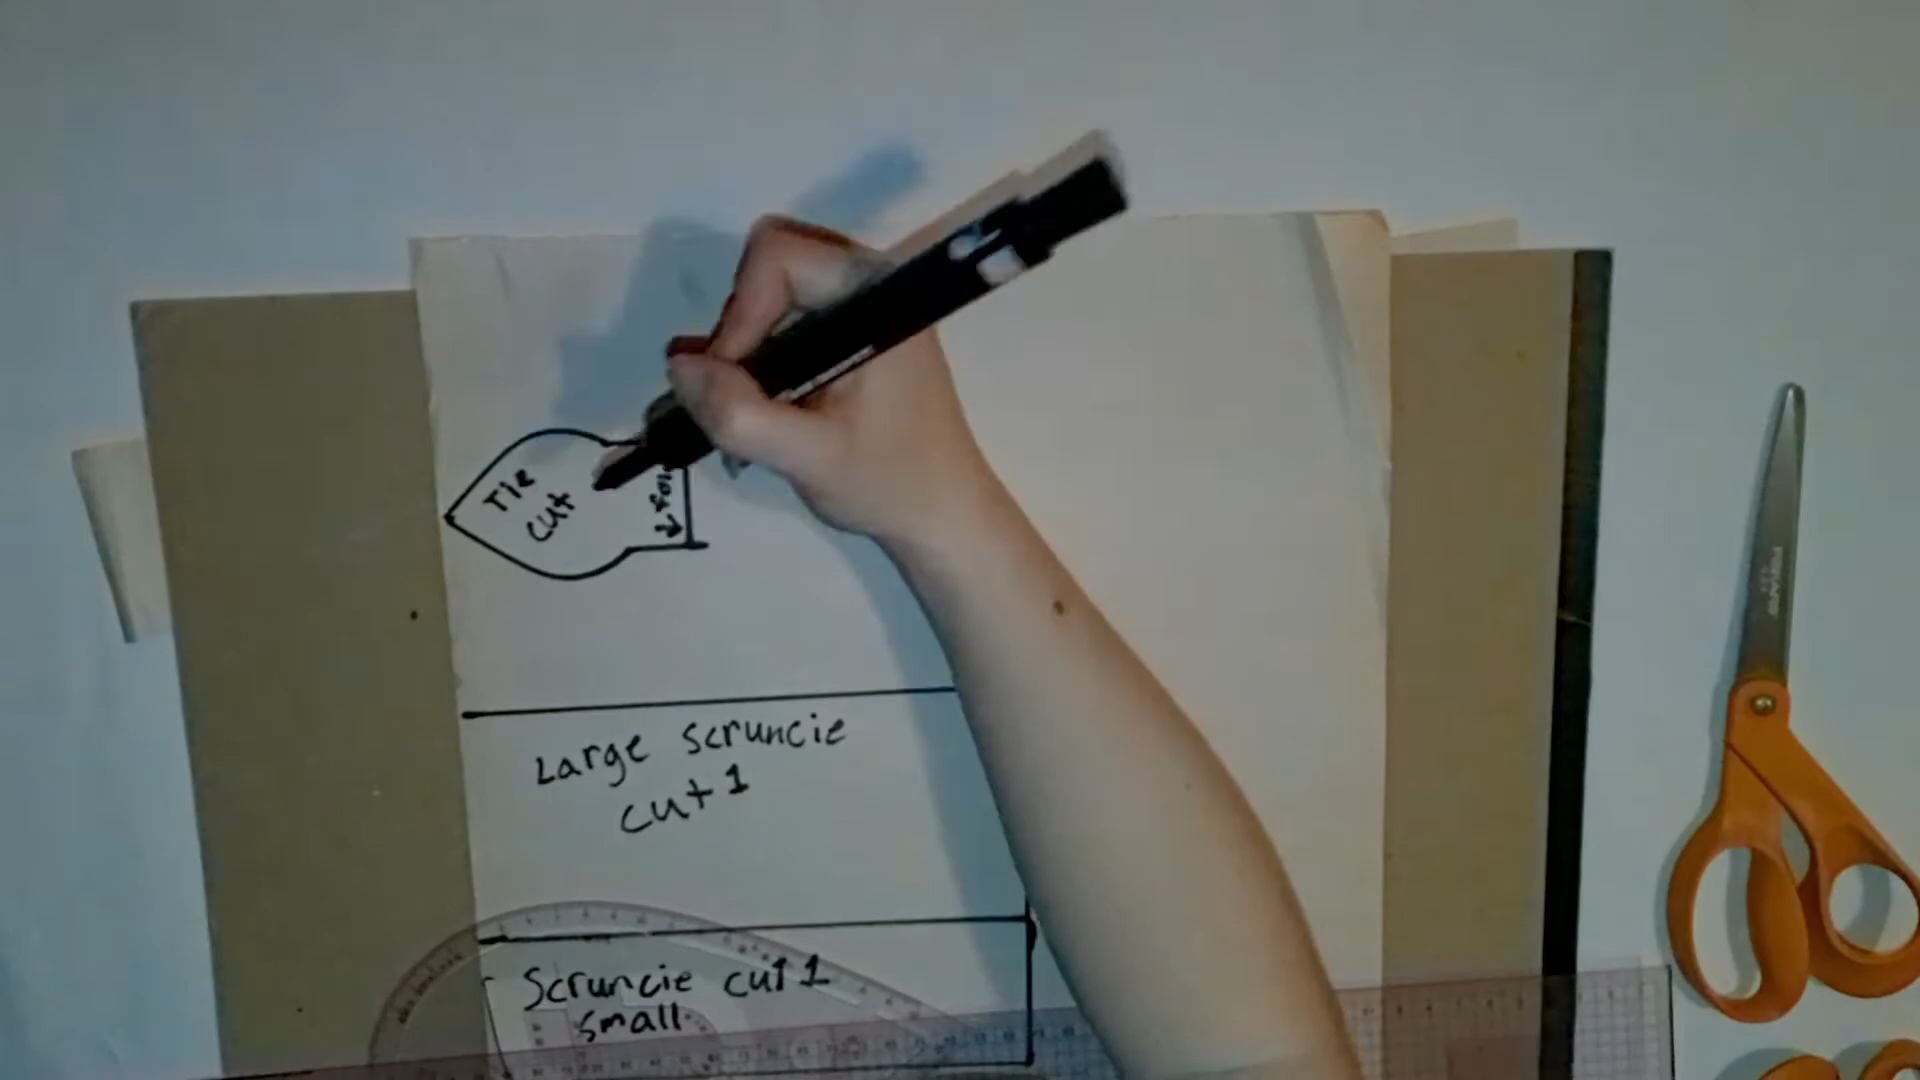 Tie
cut
Large scruncie
cut 1
Scruncie cut 1
small